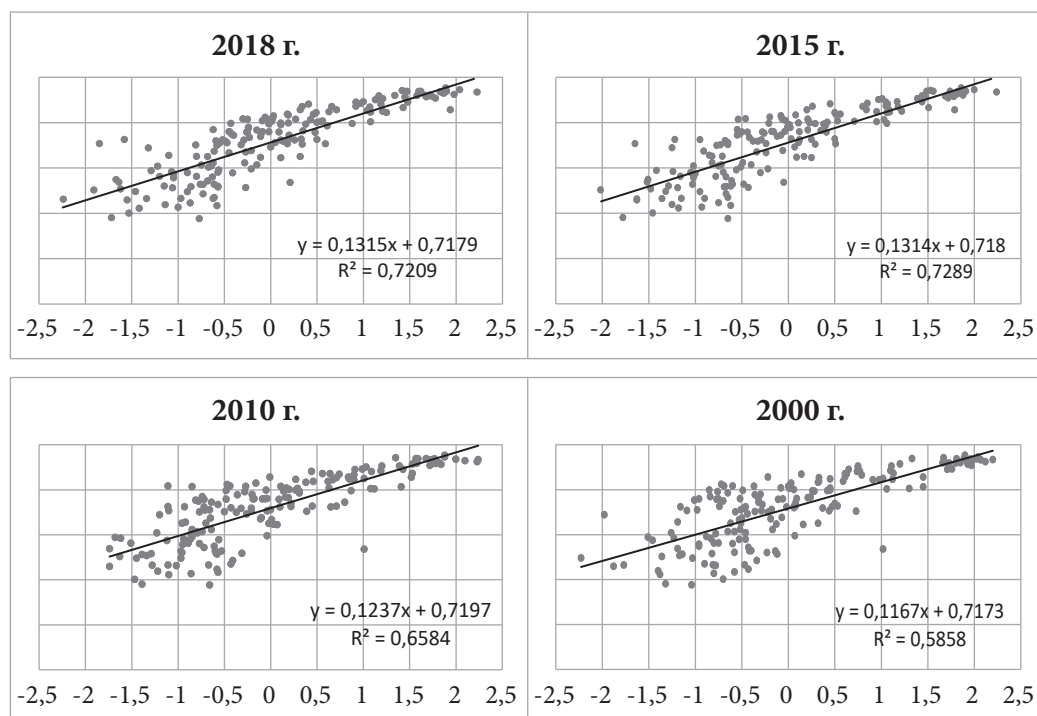 2018 г.
y = 0,1315x + 0,7179
R² = 0,7209
-2,5 -2 -1,5 -1 -0,5 0 0,5 1 1,5 2 2,5
2015 г.
y = 0,1314x + 0,718
R² = 0,7289
-2,5 -2 -1,5 -1 -0,5 0 0,5 1 1,5 2 2,5
2010 г.
y = 0,1237x + 0,7197
R² = 0,6584
-2,5 -2 -1,5 -1 -0,5 0 0,5 1 1,5 2 2,5
2000 г.
y = 0,1167x + 0,7173
R² = 0,5858
-2,5 -2 -1,5 -1 -0,5 0 0,5 1 1,5 2 2,5